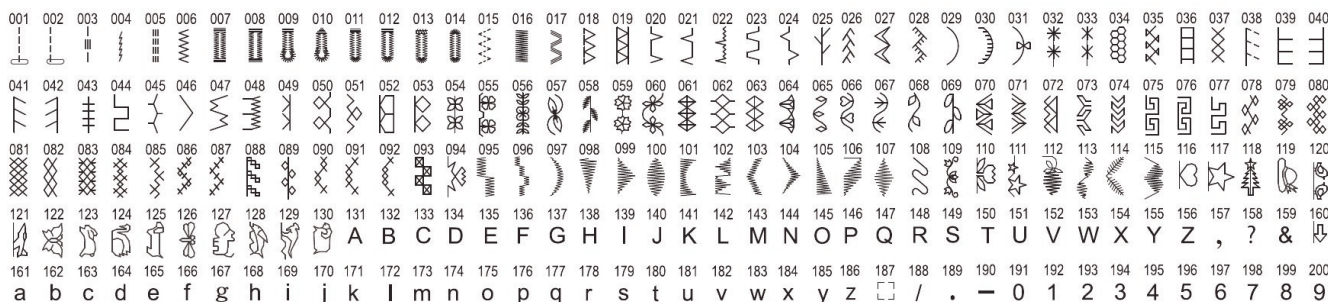 001 002 003 004 005 006 007 008 009 010 011 012 013 014 015 016 017 018 019 020 021 022 023 024 025 026 027 028 029 030 031 032 033 034 035 036 037 038 039 040
041 042 043 044 045 046 047 048 049 050 051 052 053 054 055 056 057 058 059 060 061 062 063 064 065 066 067 068 069 070 071 072 073 074 075 076 077 078 079 080
081 082 083 084 085 086 087 088 089 090 091 092 093 094 095 096 097 098 099 100 101 102 103 104 105 106 107 108 109 110 111 112 113 114 115 116 117 118 119 120
121 122 123 124 125 126 127 128 129 130 131 132 133 134 135 136 137 138 139 140 141 142 143 144 145 146 147 148 149 150 151 152 153 154 155 156 157 158 159 160
A B C D E F G H I J K L M N O P Q R S T U V W X Y Z , ? &
161 162 163 164 165 166 167 168 169 170 171 172 173 174 175 176 177 178 179 180 181 182 183 184 185 186 187 188 189 190 191 192 193 194 195 196 197 198 199 200
a b c d e f g h i j k l m n o p q r s t u v w x y z / . – 0 1 2 3 4 5 6 7 8 9